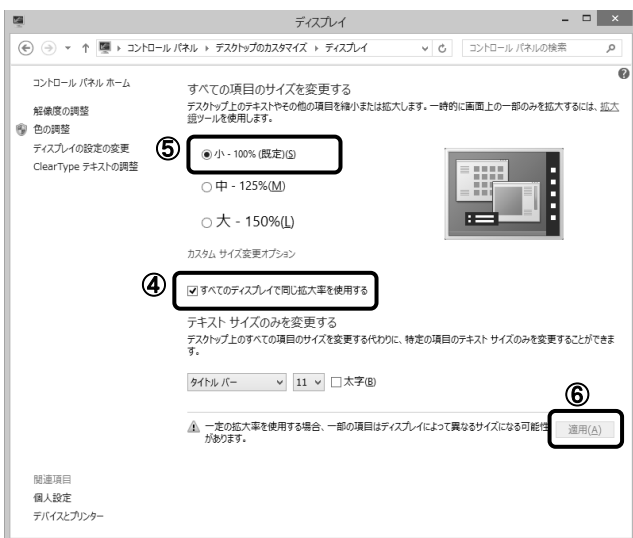 ディスプレイ
コントロール パネル ▸ デスクトップのカスタマイズ ▸ ディスプレイ
コントロール パネルの検索
コントロール パネル ホーム
解像度の調整
色の調整
ディスプレイの設定の変更
ClearType テキストの調整
すべての項目のサイズを変更する
デスクトップ上のテキストやその他の項目を縮小または拡大します。一時的に画面上の一部のみを拡大するには、拡大
鏡ツールを使用します。
⑤
小 - 100% (既定)(S)
中 - 125%(M)
大 - 150%(L)
カスタム サイズ変更オプション
④
すべてのディスプレイで同じ拡大率を使用する
テキスト サイズのみを変更する
デスクトップ上のすべての項目のサイズを変更する代わりに、特定の項目のテキスト サイズのみを変更することができま
す。
タイトル バー 11 太字(B)
⑥
一定の拡大率を使用する場合、一部の項目はディスプレイによって異なるサイズになる可能性
があります。
適用(A)
関連項目
個人設定
デバイスとプリンター